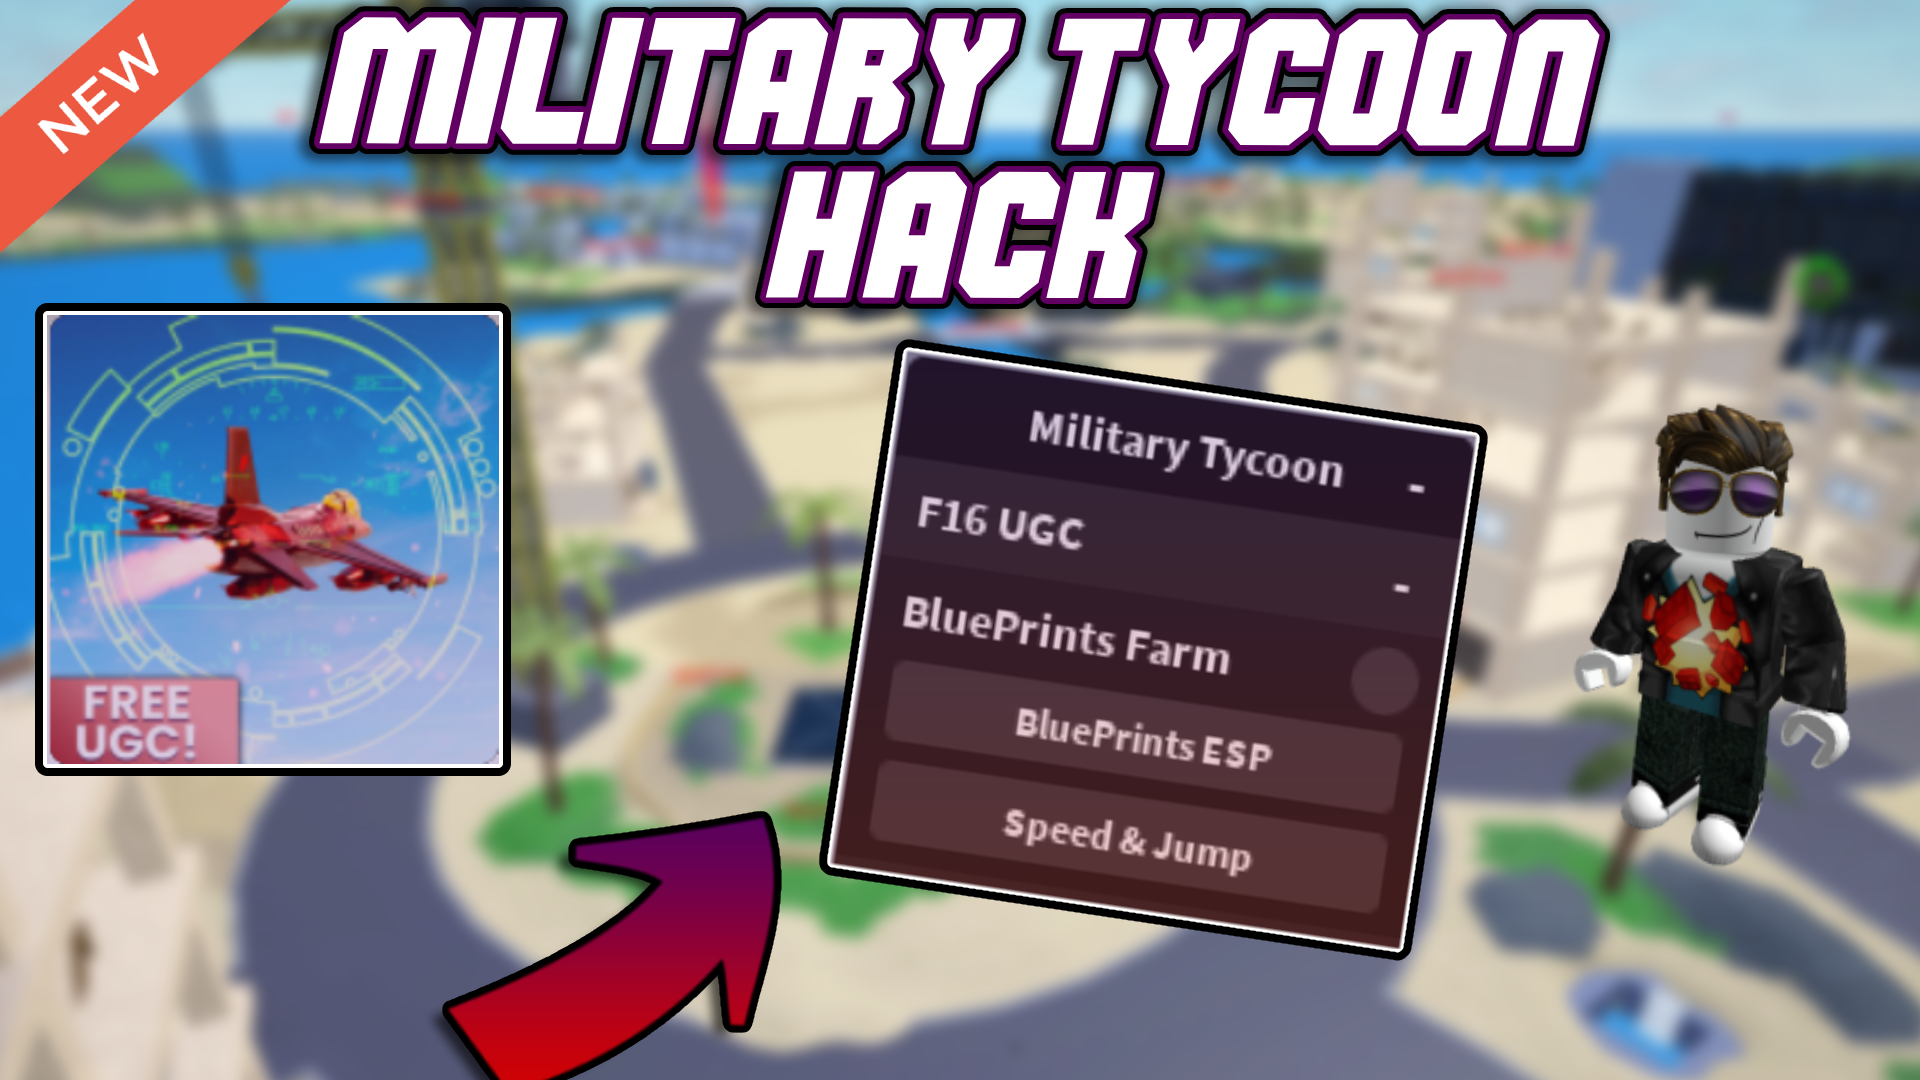 NEW
MILITARY TYCOON
HACK
FREE
UGC!
Military Tycoon -
F16 UGC -
BluePrints Farm
BluePrints ESP
Speed & Jump